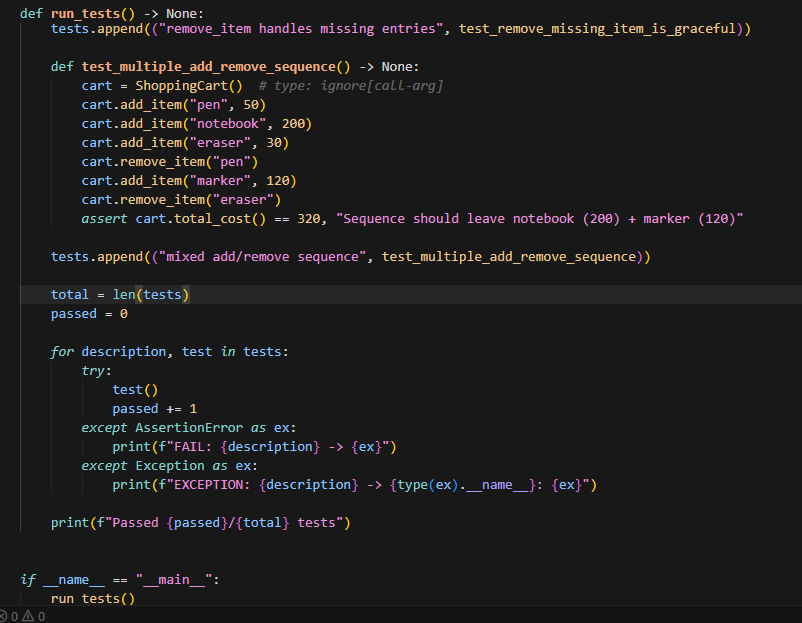 def run_tests() -> None:
    tests.append(("remove_item handles missing entries", test_remove_missing_item_is_graceful))

    def test_multiple_add_remove_sequence() -> None:
        cart = ShoppingCart()  # type: ignore[call-arg]
        cart.add_item("pen", 50)
        cart.add_item("notebook", 200)
        cart.add_item("eraser", 30)
        cart.remove_item("pen")
        cart.add_item("marker", 120)
        cart.remove_item("eraser")
        assert cart.total_cost() == 320, "Sequence should leave notebook (200) + marker (120)"

    tests.append(("mixed add/remove sequence", test_multiple_add_remove_sequence))

    total = len(tests)
    passed = 0

    for description, test in tests:
        try:
            test()
            passed += 1
        except AssertionError as ex:
            print(f"FAIL: {description} -> {ex}")
        except Exception as ex:
            print(f"EXCEPTION: {description} -> {type(ex).__name__}: {ex}")

    print(f"Passed {passed}/{total} tests")


if __name__ == "__main__":
    run_tests()
0 0